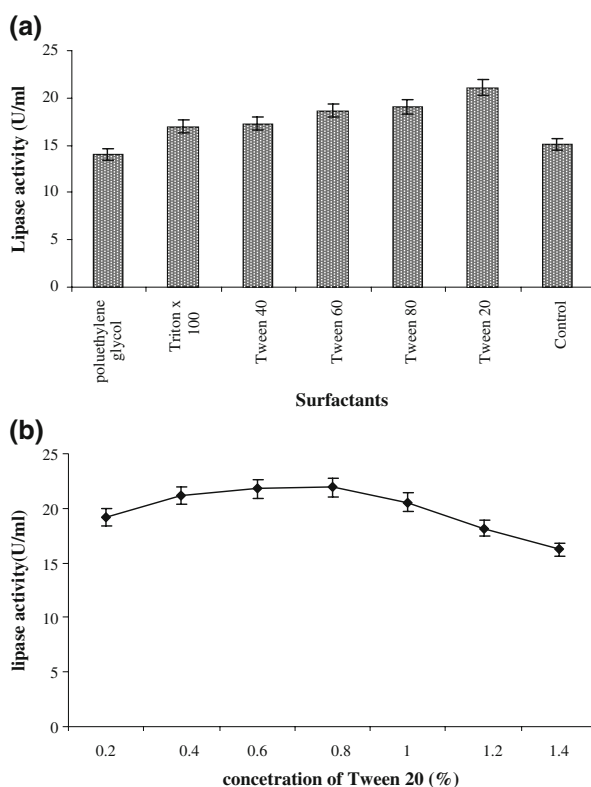 (a)
Lipase activity (U/ml
25
20
15
10
5
0
poluethylene
glycol
Triton x
100
Tween 40
Tween 60
Tween 80
Tween 20
Control
Surfactants
(b)
lipase activity(U/ml)
25
20
15
10
5
0
0.2 0.4 0.6 0.8 1 1.2 1.4
concetration of Tween 20 (%)